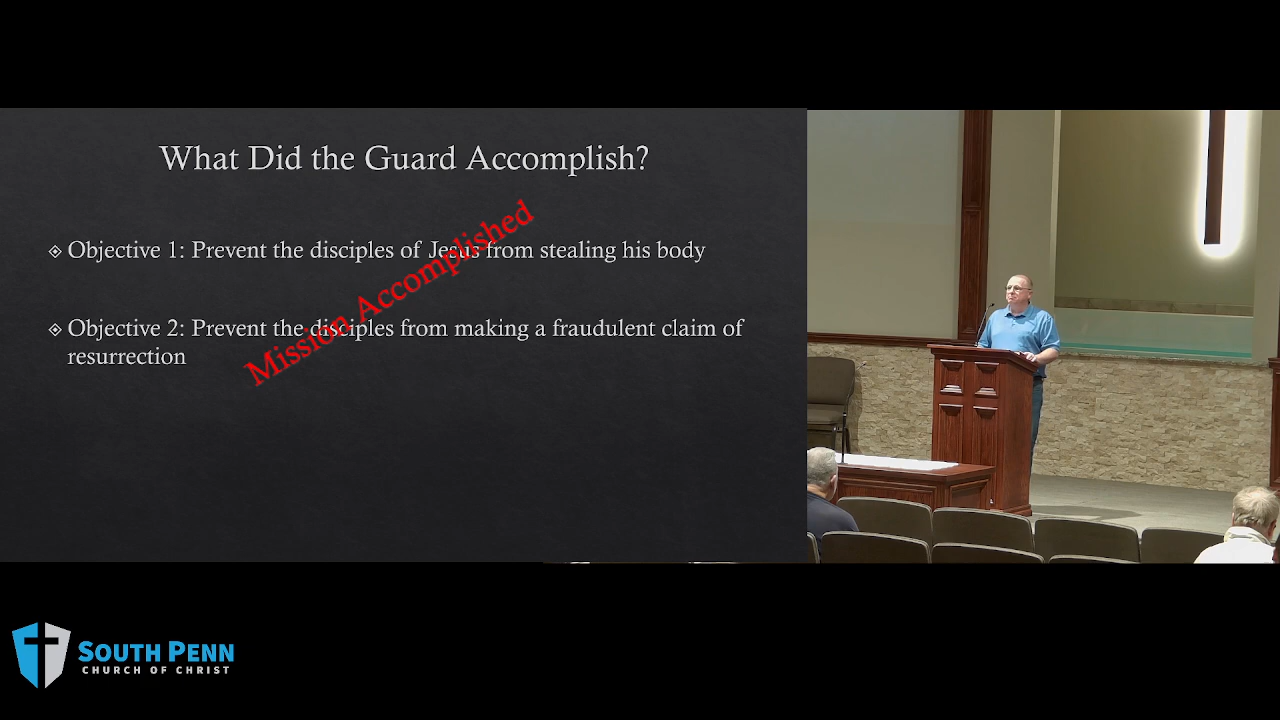 What Did the Guard Accomplish?
Objective 1: Prevent the disciples of Jesus from stealing his body
Objective 2: Prevent the disciples from making a fraudulent claim of
resurrection
Mission Accomplished
SOUTH PENN
CHURCH OF CHRIST